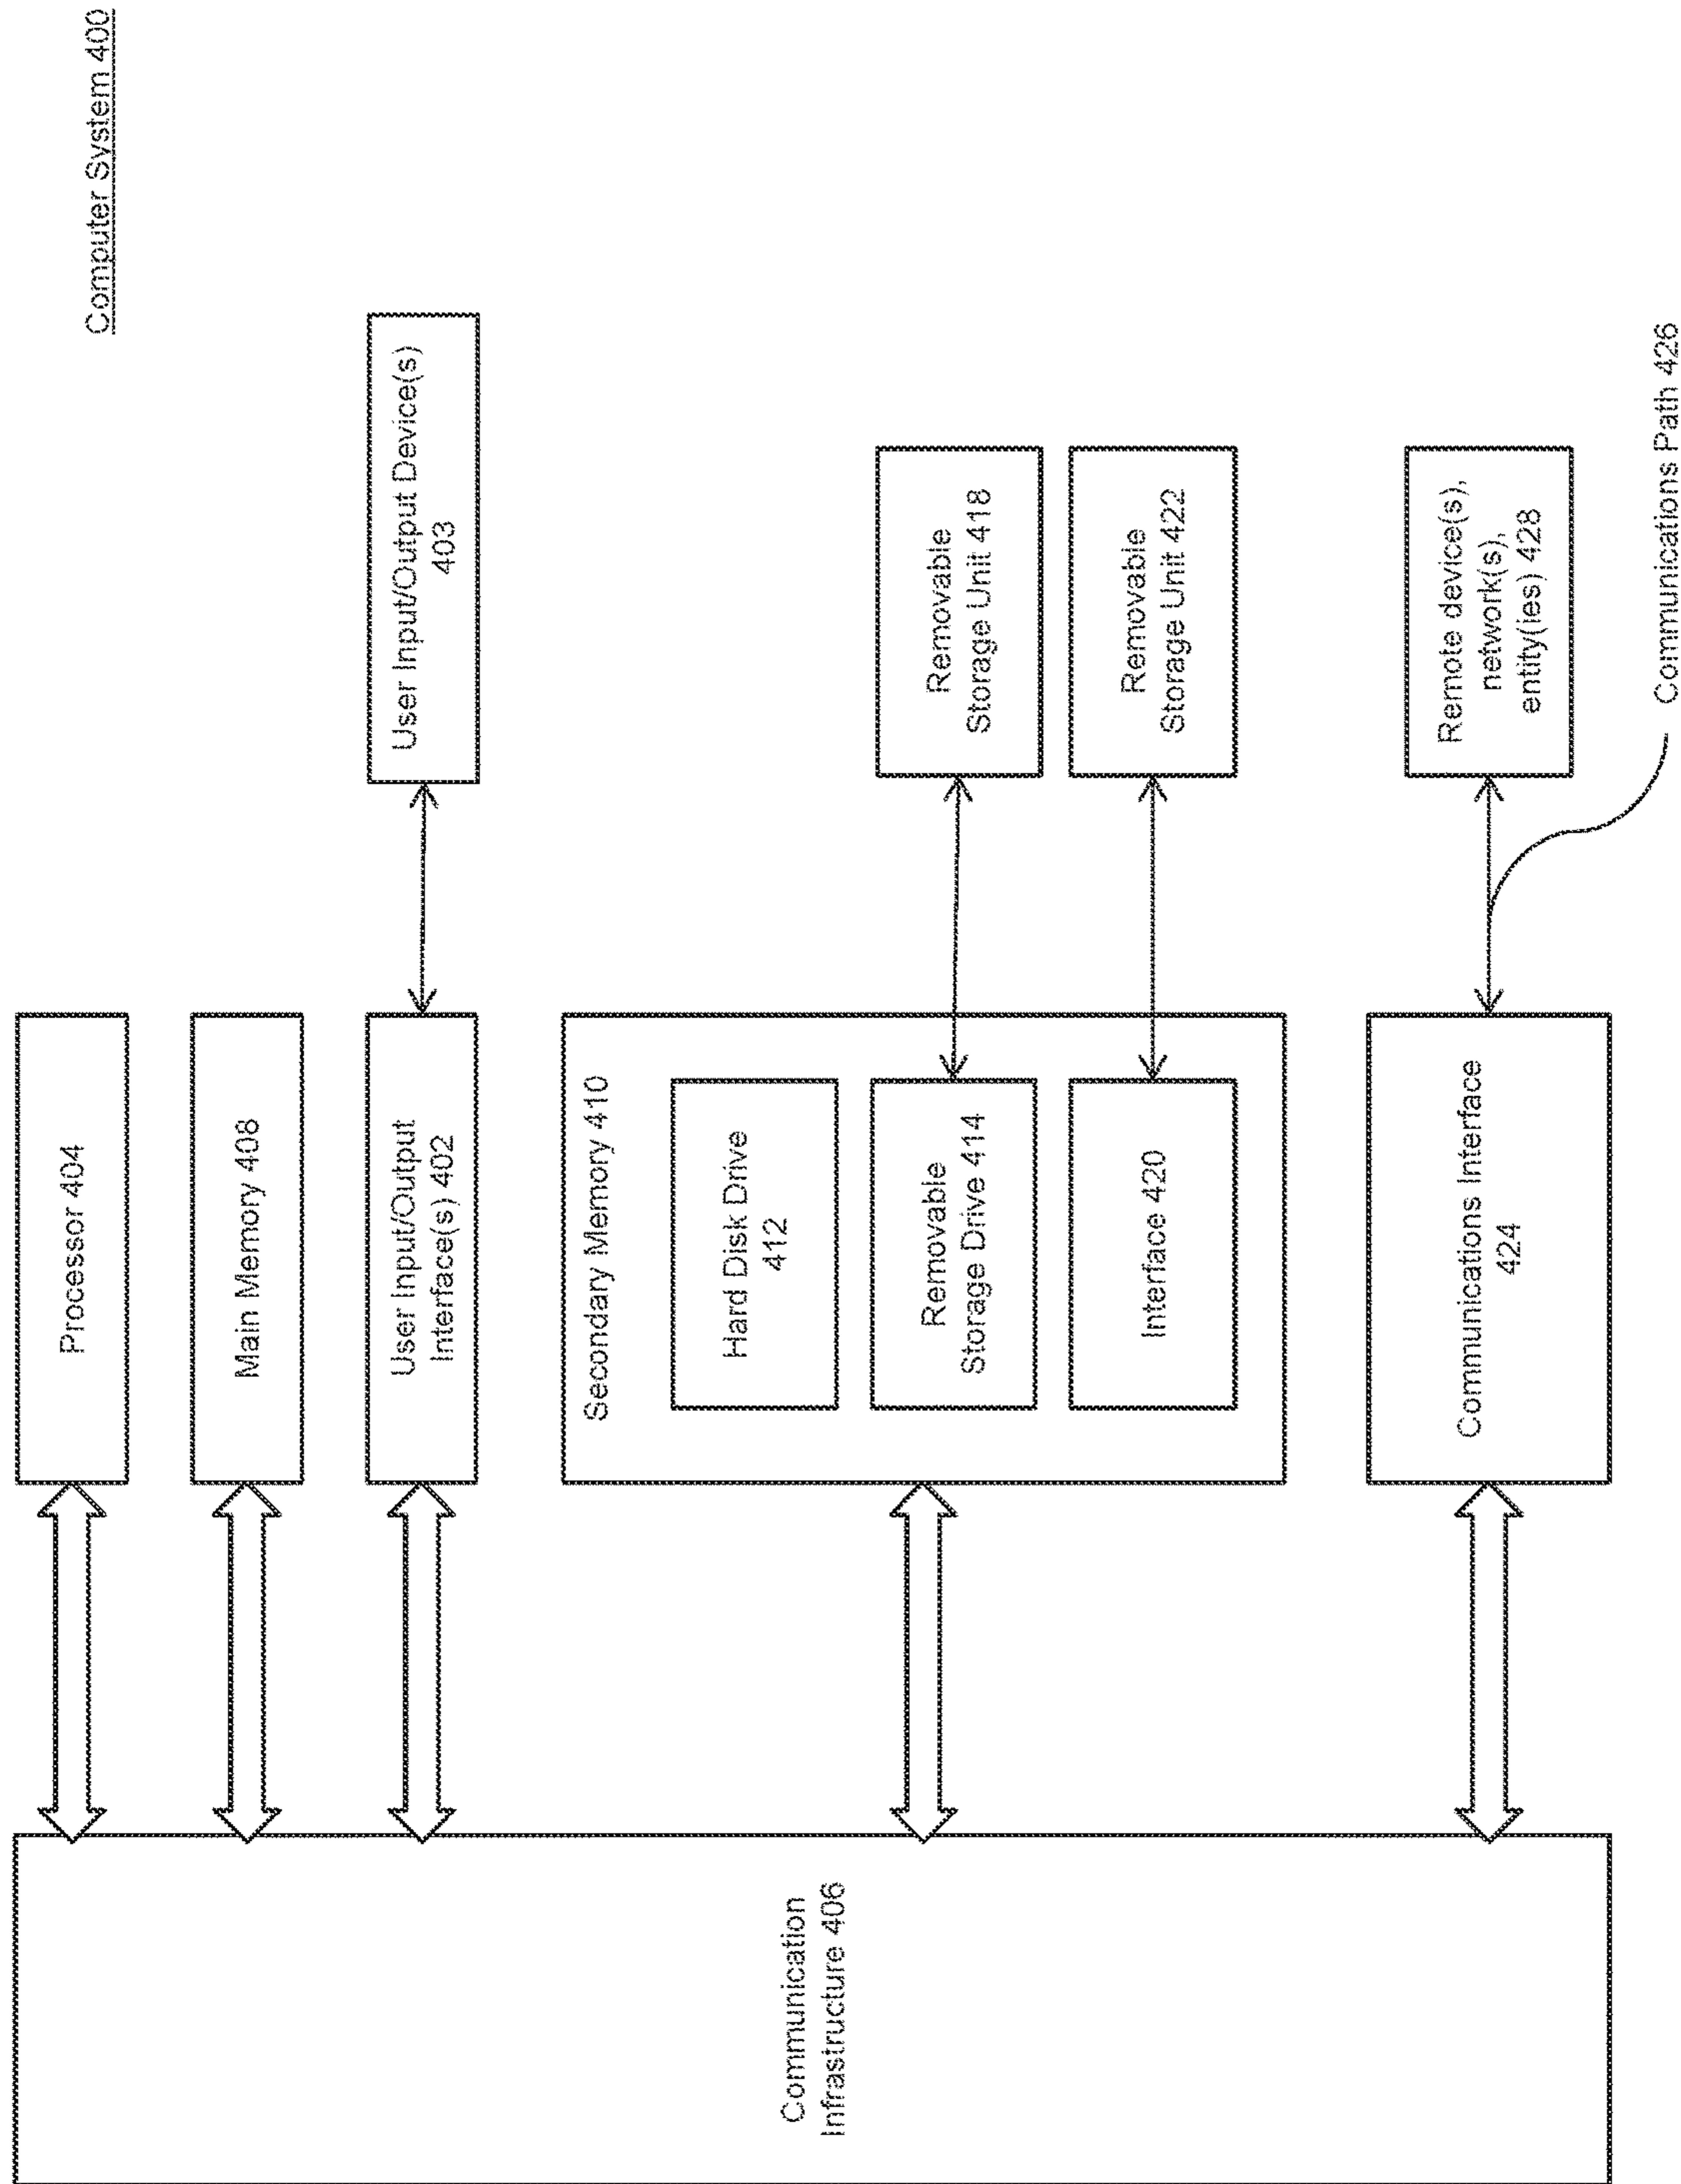 Computer System 400
Processor 404
Main Memory 408
User Input/Output
Interface(s) 402
User Input/Output Device(s)
403
Communication
Infrastructure 406
Secondary Memory 410
Hard Disk Drive
412
Removable
Storage Drive 414
Removable
Storage Unit 418
Interface 420
Removable
Storage Unit 422
Communications Interface
424
Remote device(s),
network(s),
entity(ies) 428
Communications Path 426